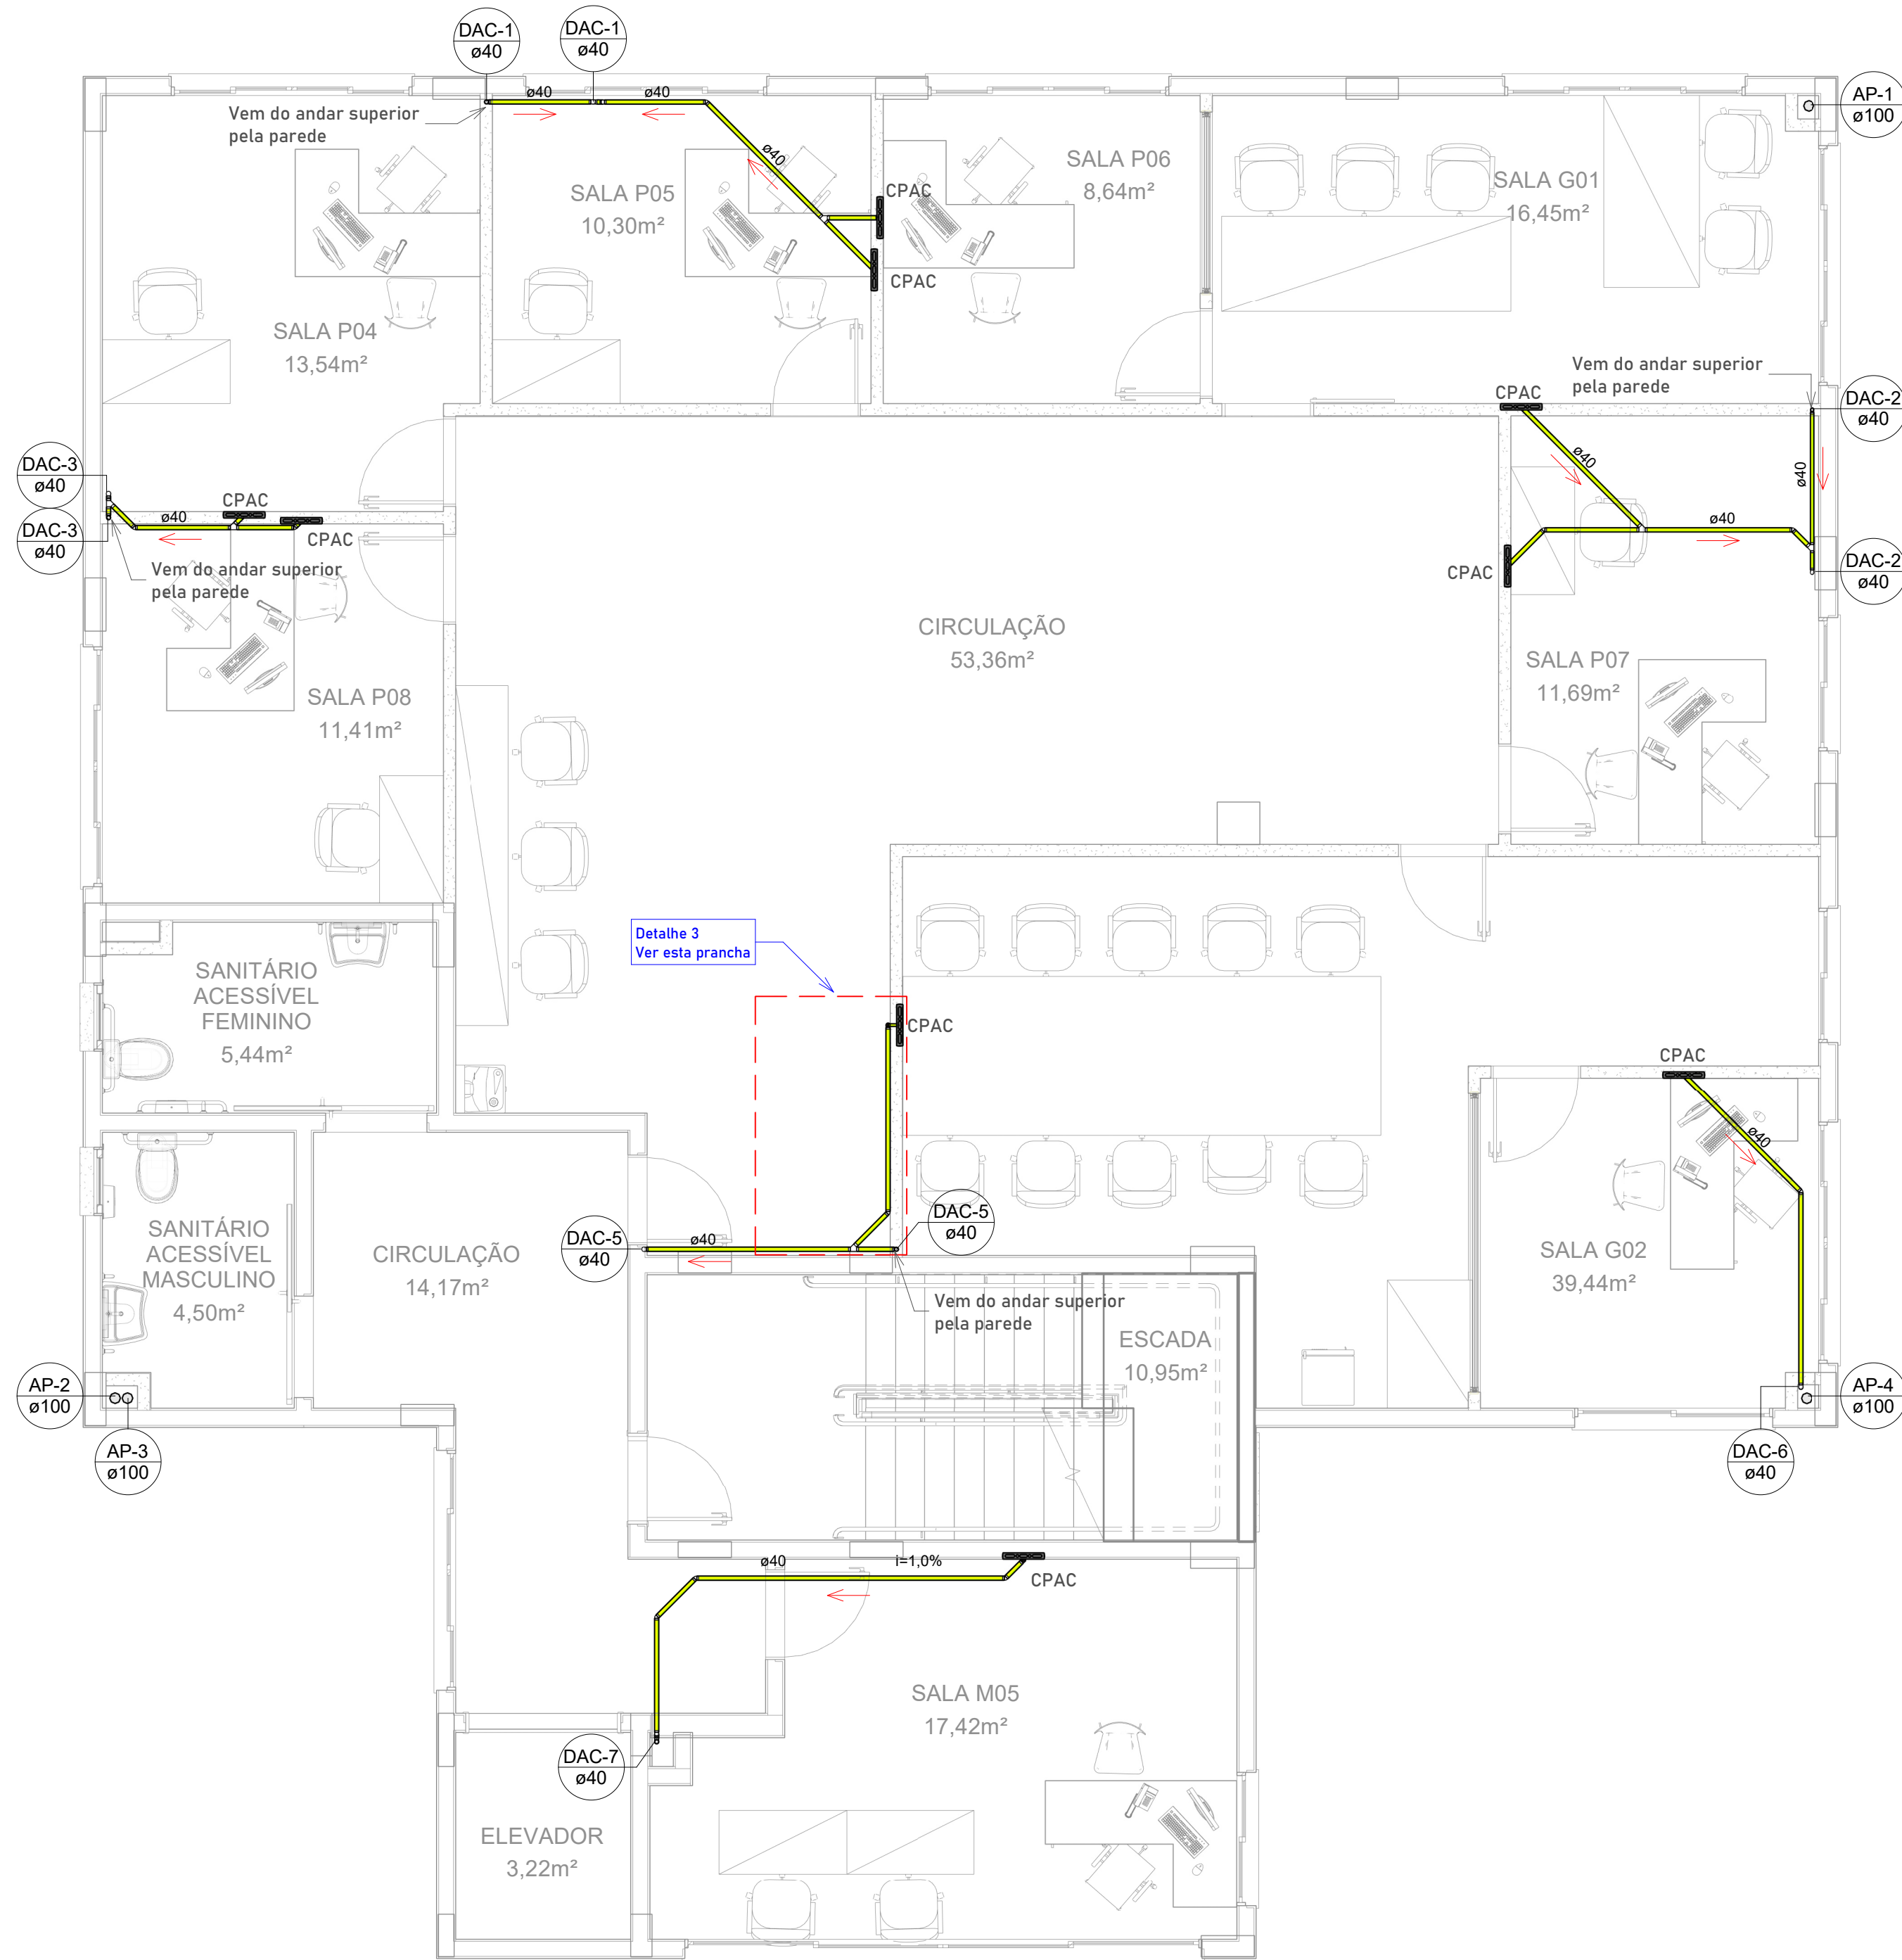 DAC-1
ø40
DAC-1
ø40
ø40
ø40
Vem do andar superior
pela parede
AP-1
ø100
ø40
SALA P05
10,30m²
CPAC
CPAC
SALA P06
8,64m²
SALA G01
16,45m²
SALA P04
13,54m²
Vem do andar superior
pela parede
CPAC
DAC-2
ø40
ø40
ø40
ø40
CPAC
DAC-2
ø40
DAC-3
ø40
DAC-3
ø40
CPAC
ø40
CPAC
Vem do andar superior
pela parede
CIRCULAÇÃO
53,36m²
SALA P07
11,69m²
SALA P08
11,41m²
Detalhe 3
Ver esta prancha
SANITÁRIO
ACESSÍVEL
FEMININO
5,44m²
CPAC
CPAC
ø40
SANITÁRIO
ACESSÍVEL
MASCULINO
4,50m²
CIRCULAÇÃO
14,17m²
DAC-5
ø40
ø40
DAC-5
ø40
Vem do andar superior
pela parede
SALA G02
39,44m²
ESCADA
10,95m²
AP-2
ø100
AP-3
ø100
AP-4
ø100
DAC-6
ø40
ø40
i=1,0%
CPAC
SALA M05
17,42m²
DAC-7
ø40
ELEVADOR
3,22m²